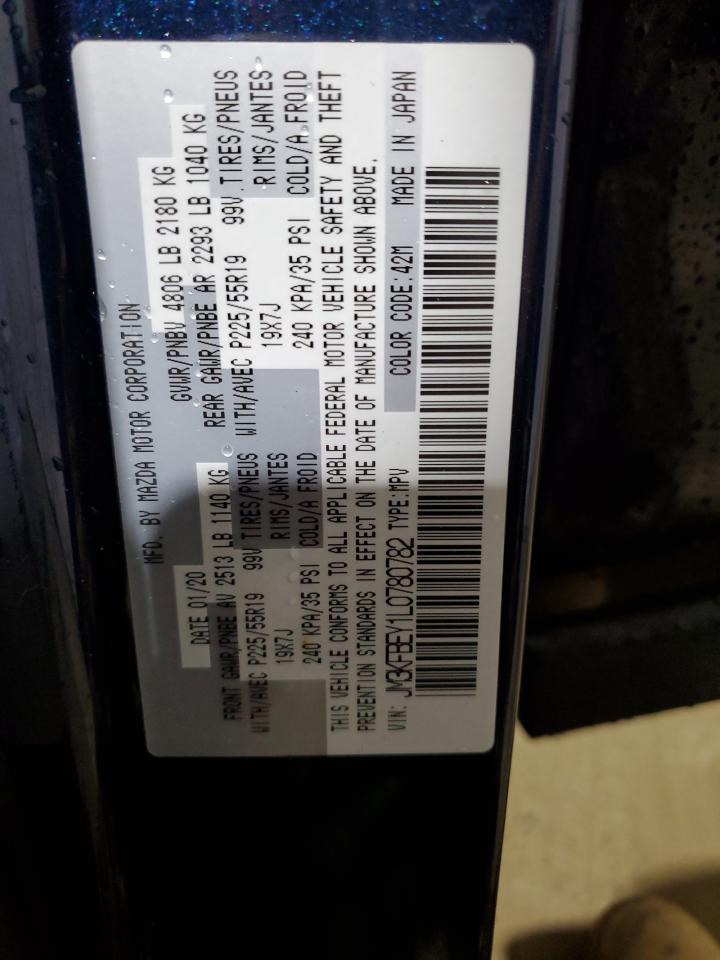 MFD. BY MAZDA MOTOR CORPORATION
DATE 01/20 GVWR/PNBV 4806 LB 2180 KG
FRONT GAWR/PNBE AV 2513 LB 1140 KG REAR GAWR/PNBE AR 2293 LB 1040 KG
WITH/AVEC P225/55R19 99V TIRES/PNEUS WITH/AVEC P225/55R19 99V TIRES/PNEUS
19X7J RIMS/JANTES 19X7J RIMS/JANTES
240 KPA/35 PSI COLD/A FROID 240 KPA/35 PSI COLD/A FROID
THIS VEHICLE CONFORMS TO ALL APPLICABLE FEDERAL MOTOR VEHICLE SAFETY AND THEFT
PREVENTION STANDARDS IN EFFECT ON THE DATE OF MANUFACTURE SHOWN ABOVE.
VIN: JM3KFBEY1L0780782 TYPE:MPV COLOR CODE:42M MADE IN JAPAN